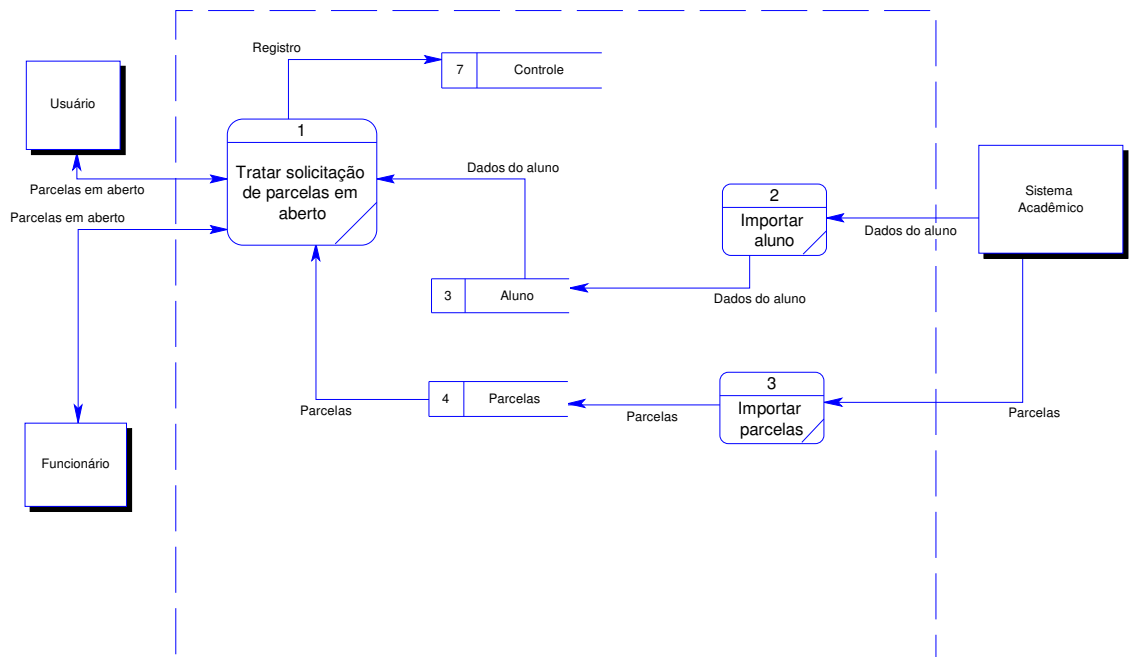 Registro
7
Controle
Usuário
1
Tratar solicitação
de parcelas em
aberto
Dados do aluno
Parcelas em aberto
Parcelas em aberto
2
Importar
aluno
Sistema
Acadêmico
Dados do aluno
3
Aluno
Dados do aluno
4
Parcelas
Parcelas
Parcelas
3
Importar
parcelas
Parcelas
Funcionário